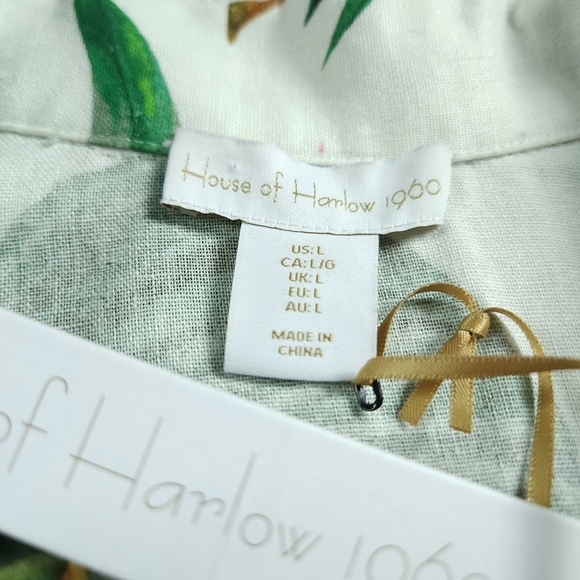 House of Harlow 1960
US: L
CA: L/G
UK: L
EU: L
AU: L
MADE IN
CHINA
of Harlow 1960